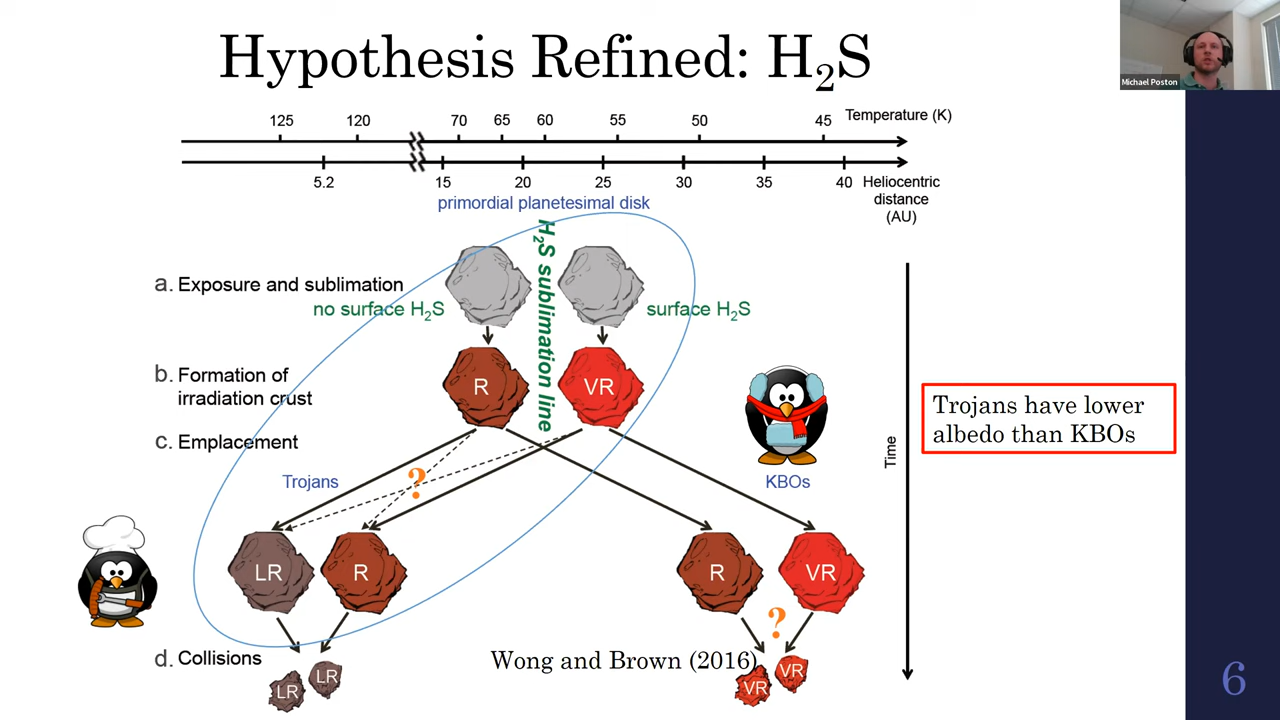 Hypothesis Refined: H₂S
Michael Poston
125 120 70 65 60 55 50 45 Temperature (K)
5.2 15 20 25 30 35 40 Heliocentric
distance
(AU)
primordial planetesimal disk
H₂S sublimation line
a. Exposure and sublimation
no surface H₂S
surface H₂S
b. Formation of
irradiation crust
R VR
c. Emplacement
Trojans
?
KBOs
Time
Trojans have lower
albedo than KBOs
LR R R VR
?
d. Collisions
Wong and Brown (2016)
LR LR VR VR
6